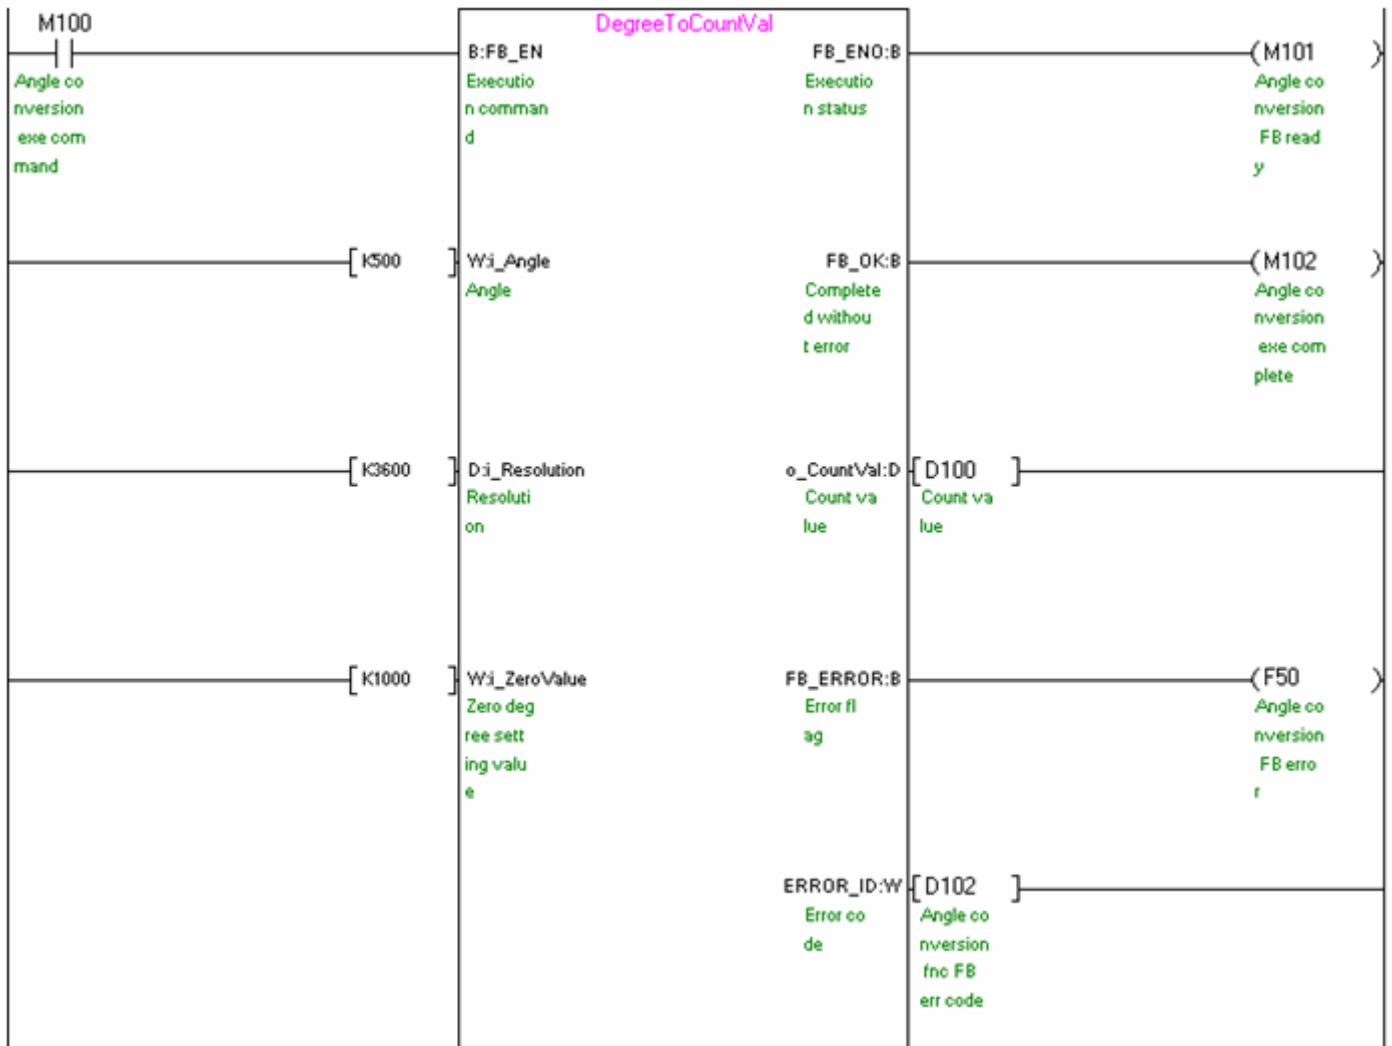 M100
DegreeToCountVal
B:FB_EN
FB_ENO:B
M101
Angle co
nversion
exe com
mand
Executio
n comman
d
Executio
n status
Angle co
nversion
FB read
y
K500
W:i_Angle
Angle
FB_OK:B
Complete
d withou
t error
M102
Angle co
nversion
exe com
plete
K3600
D:i_Resolution
Resoluti
on
o_CountVal:D
Count va
lue
D100
Count va
lue
K1000
W:i_ZeroValue
Zero deg
ree sett
ing valu
e
FB_ERROR:B
Error fl
ag
F50
Angle co
nversion
FB erro
r
ERROR_ID:W
Error co
de
D102
Angle co
nversion
fnc FB
err code